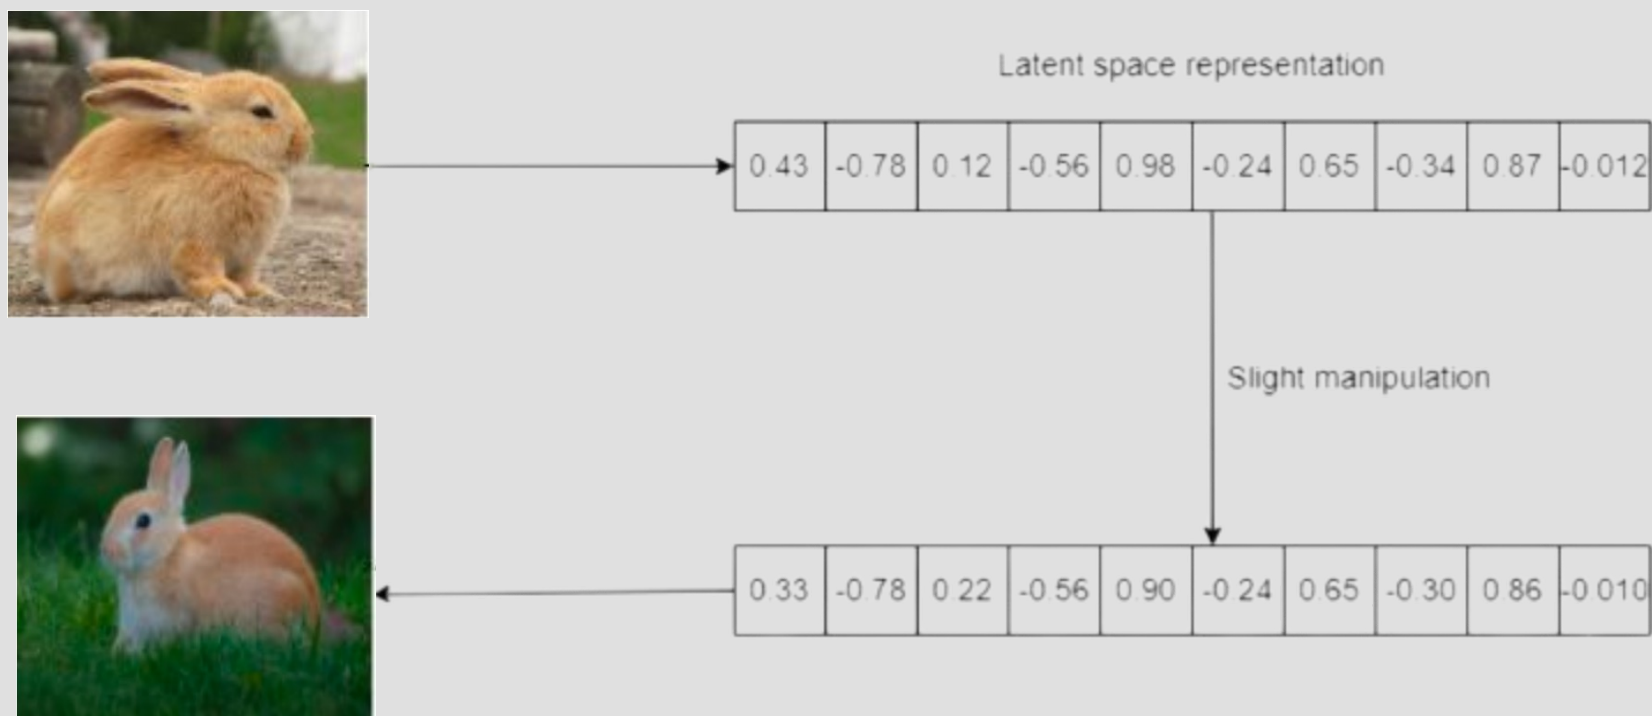 Latent space representation
0.43 -0.78 0.12 -0.56 0.98 -0.24 0.65 -0.34 0.87 -0.012
Slight manipulation
0.33 -0.78 0.22 -0.56 0.90 -0.24 0.65 -0.30 0.86 -0.010